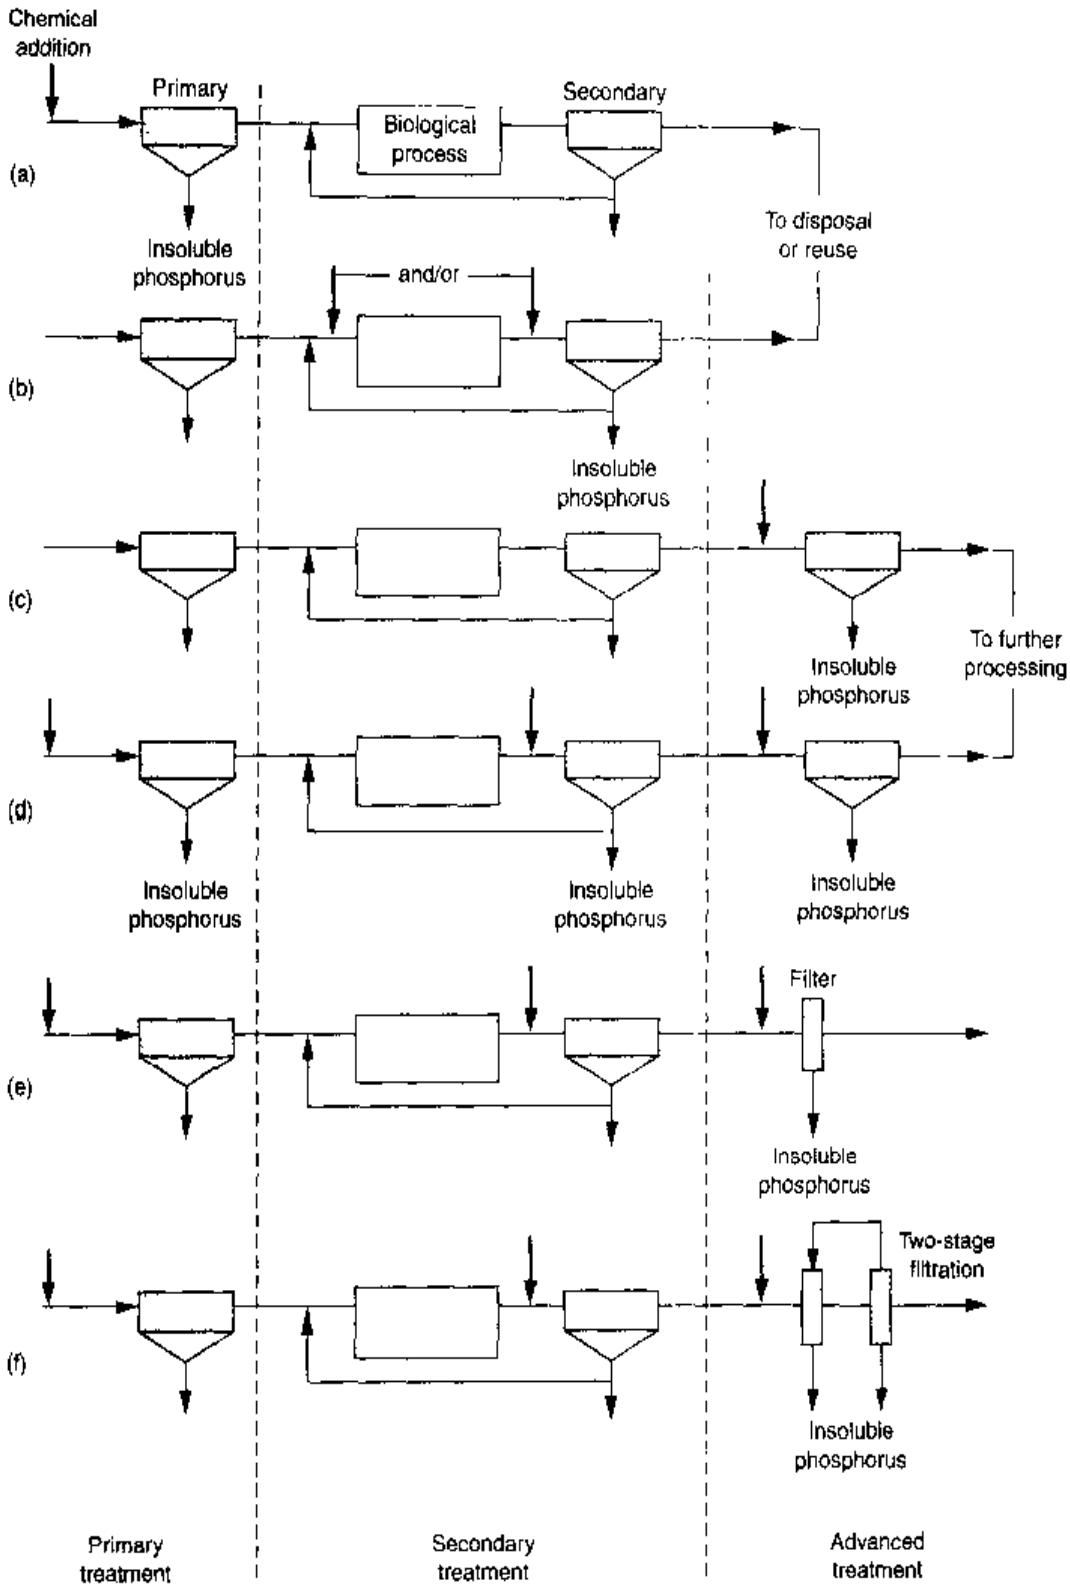 Chemical
addition
Primary
Secondary
Biological
process
(a)
To disposal
or reuse
Insoluble
phosphorus
and/or
(b)
Insoluble
phosphorus
(c)
To further
processing
Insoluble
phosphorus
(d)
Insoluble
phosphorus
Insoluble
phosphorus
Insoluble
phosphorus
Filter
(e)
Insoluble
phosphorus
Two-stage
filtration
(f)
Insoluble
phosphorus
Primary
treatment
Secondary
treatment
Advanced
treatment